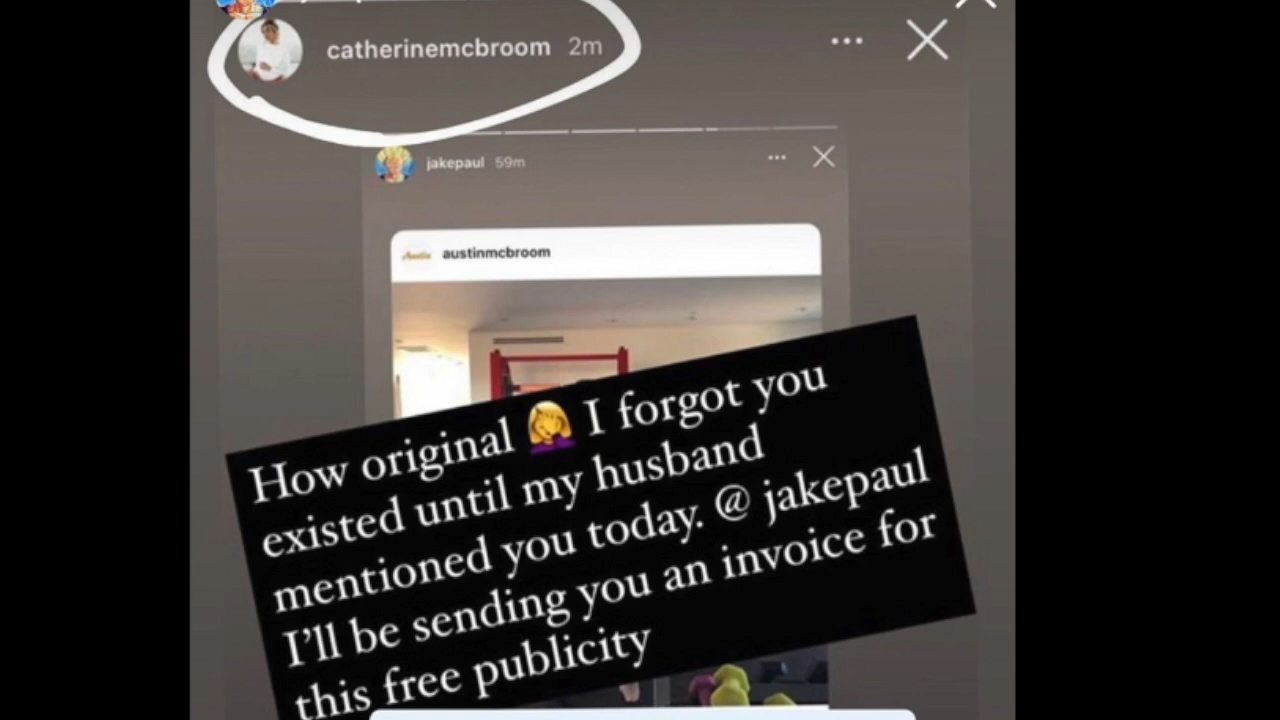 catherinemcbroom 2m
jakepaul 59m
austinmcbroom
How original 🤦‍♀️ I forgot you
existed until my husband
mentioned you today. @ jakepaul
I'll be sending you an invoice for
this free publicity